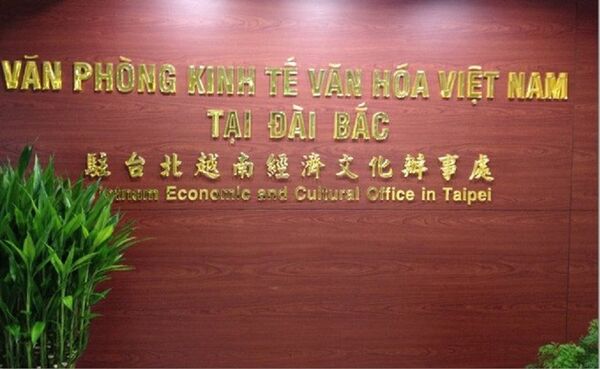 VĂN PHÒNG KINH TẾ VĂN HÓA VIỆT NAM
TẠI ĐÀI BẮC
駐台北越南經濟文化辦事處
Vietnam Economic and Cultural Office in Taipei